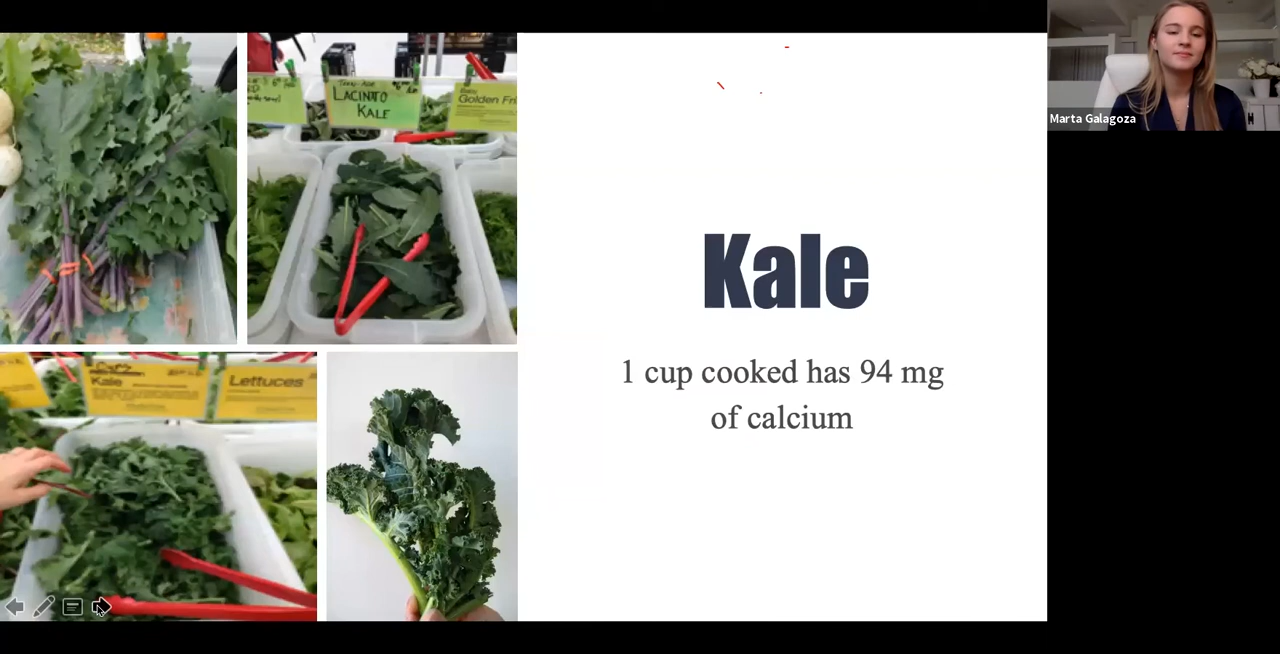 LACINATO
KALE
Golden
Kale
Lettuces
Kale
1 cup cooked has 94 mg
of calcium
Marta Galagoza